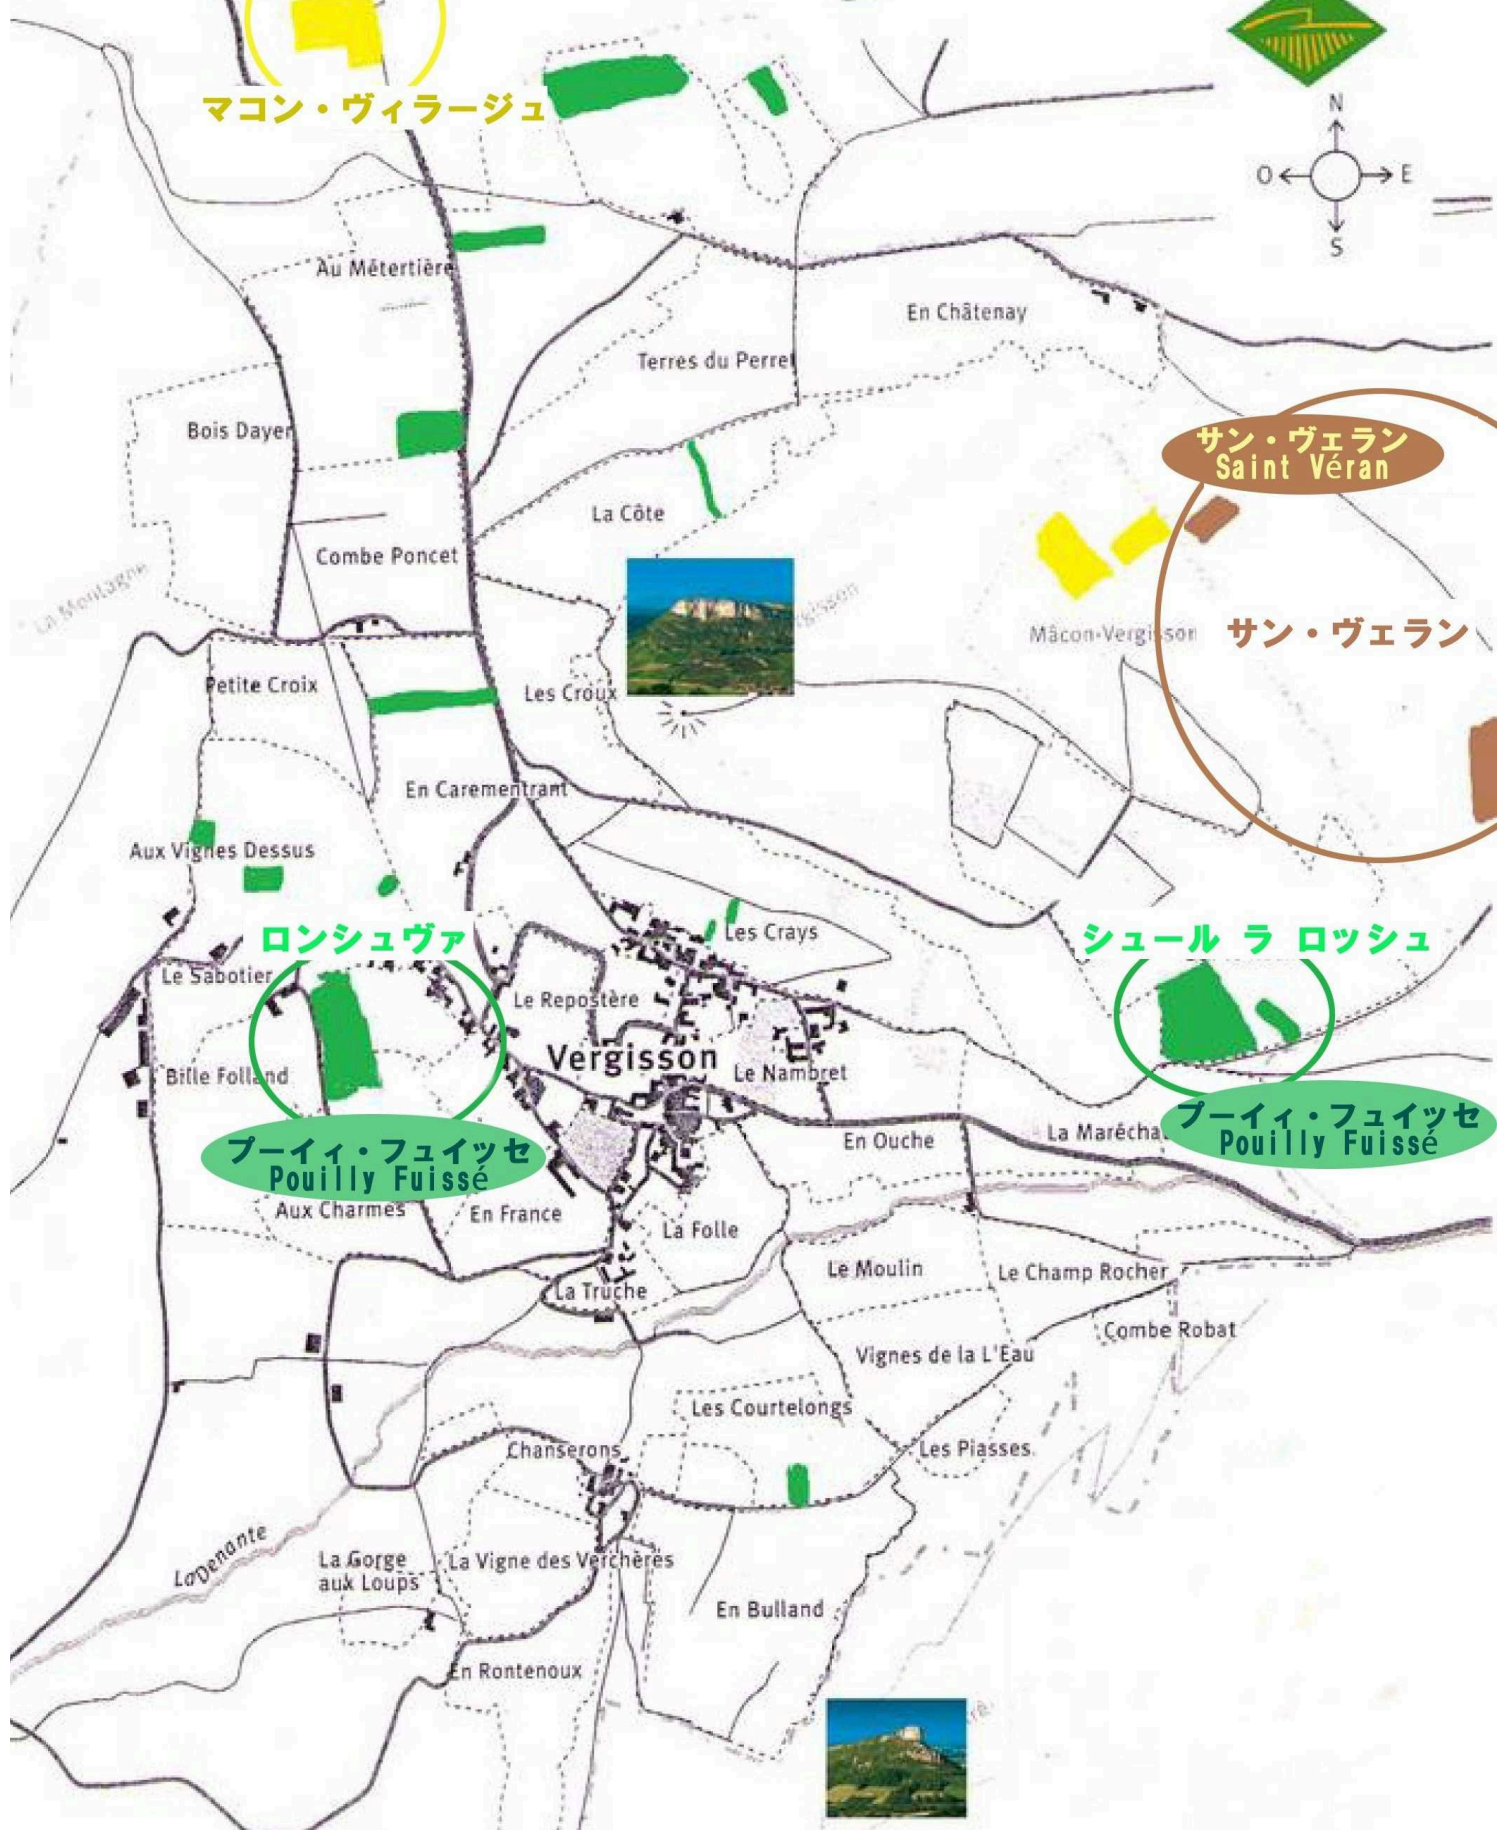 マコン・ヴィラージュ
N
O
E
S
Au Métertière
En Châtenay
Terres du Perret
Bois Dayer
サン・ヴェラン
Saint Véran
La Côte
Combe Poncet
La Montagne
Mâcon-Vergisson
サン・ヴェラン
Petite Croix
Les Croux
En Carementrant
Aux Vignes Dessus
ロンシュヴァ
Les Crays
シュール ラ ロッシュ
Le Sabotier
Le Repostère
Vergisson
Bille Folland
Le Nambret
En Ouche
La Marécha
プーイィ・フュイッセ
Pouilly Fuissé
プーイィ・フュイッセ
Pouilly Fuissé
Aux Charmes
En France
La Folle
Le Moulin
Le Champ Rocher
La Truche
Combe Robat
Vignes de la L'Eau
Les Courtelongs
Chanserons
Les Piasses
La Denante
La Gorge
aux Loups
La Vigne des Verchères
En Bulland
En Rontenoux